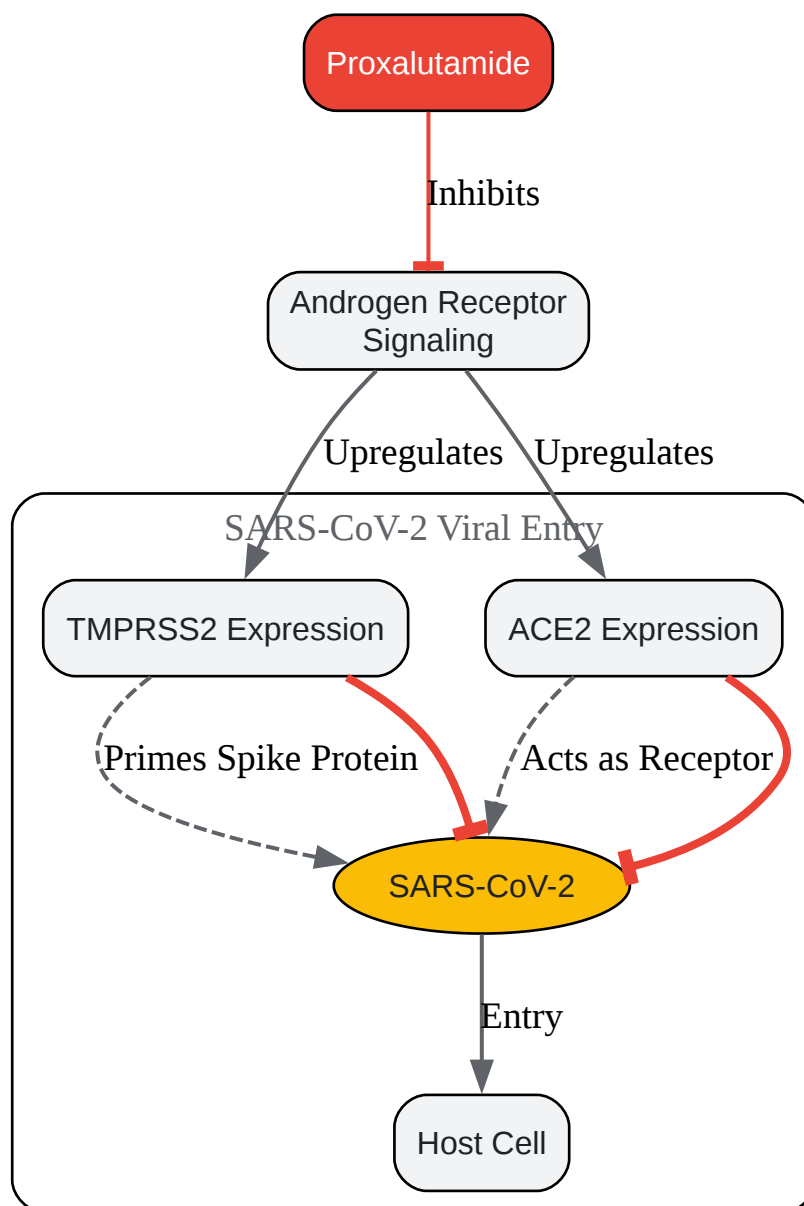 Proxalutamide
Inhibits
Androgen Receptor
Signaling
Upregulates
Upregulates
SARS-CoV-2 Viral Entry
TMPRSS2 Expression
ACE2 Expression
Primes Spike Protein
Acts as Receptor
SARS-CoV-2
Entry
Host Cell